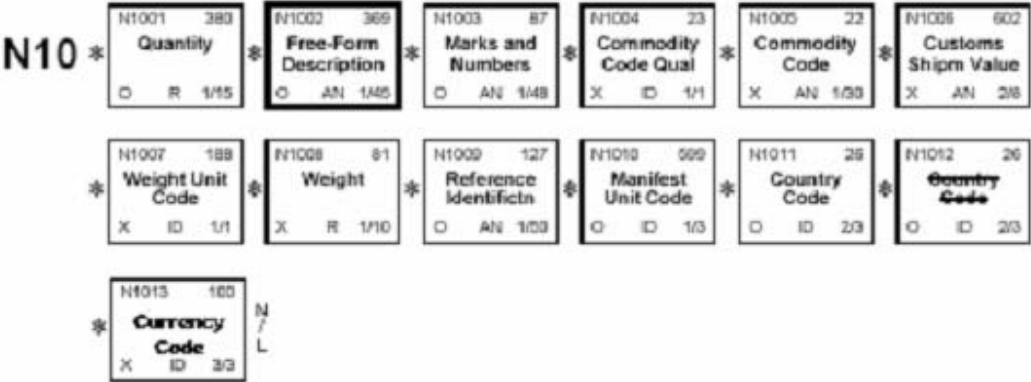 N10
*
N1001 380
Quantity
O R 1/15
*
N1002 369
Free-Form
Description
O AN 1/45
*
N1003 87
Marks and
Numbers
O AN 1/48
*
N1004 23
Commodity
Code Qual
X ID 1/1
*
N1005 22
Commodity
Code
X AN 1/30
*
N1006 602
Customs
Shipm Value
X AN 2/8
*
N1007 188
Weight Unit
Code
X ID 1/1
*
N1008 81
Weight
X R 1/10
*
N1009 127
Reference
Identificтn
O AN 1/50
*
N1010 599
Manifest
Unit Code
O ID 1/3
*
N1011 26
Country
Code
O ID 2/3
*
N1012 26
Country
Code
O ID 2/3
*
N1013 100
Currency
Code
X ID 3/3
N
/
L